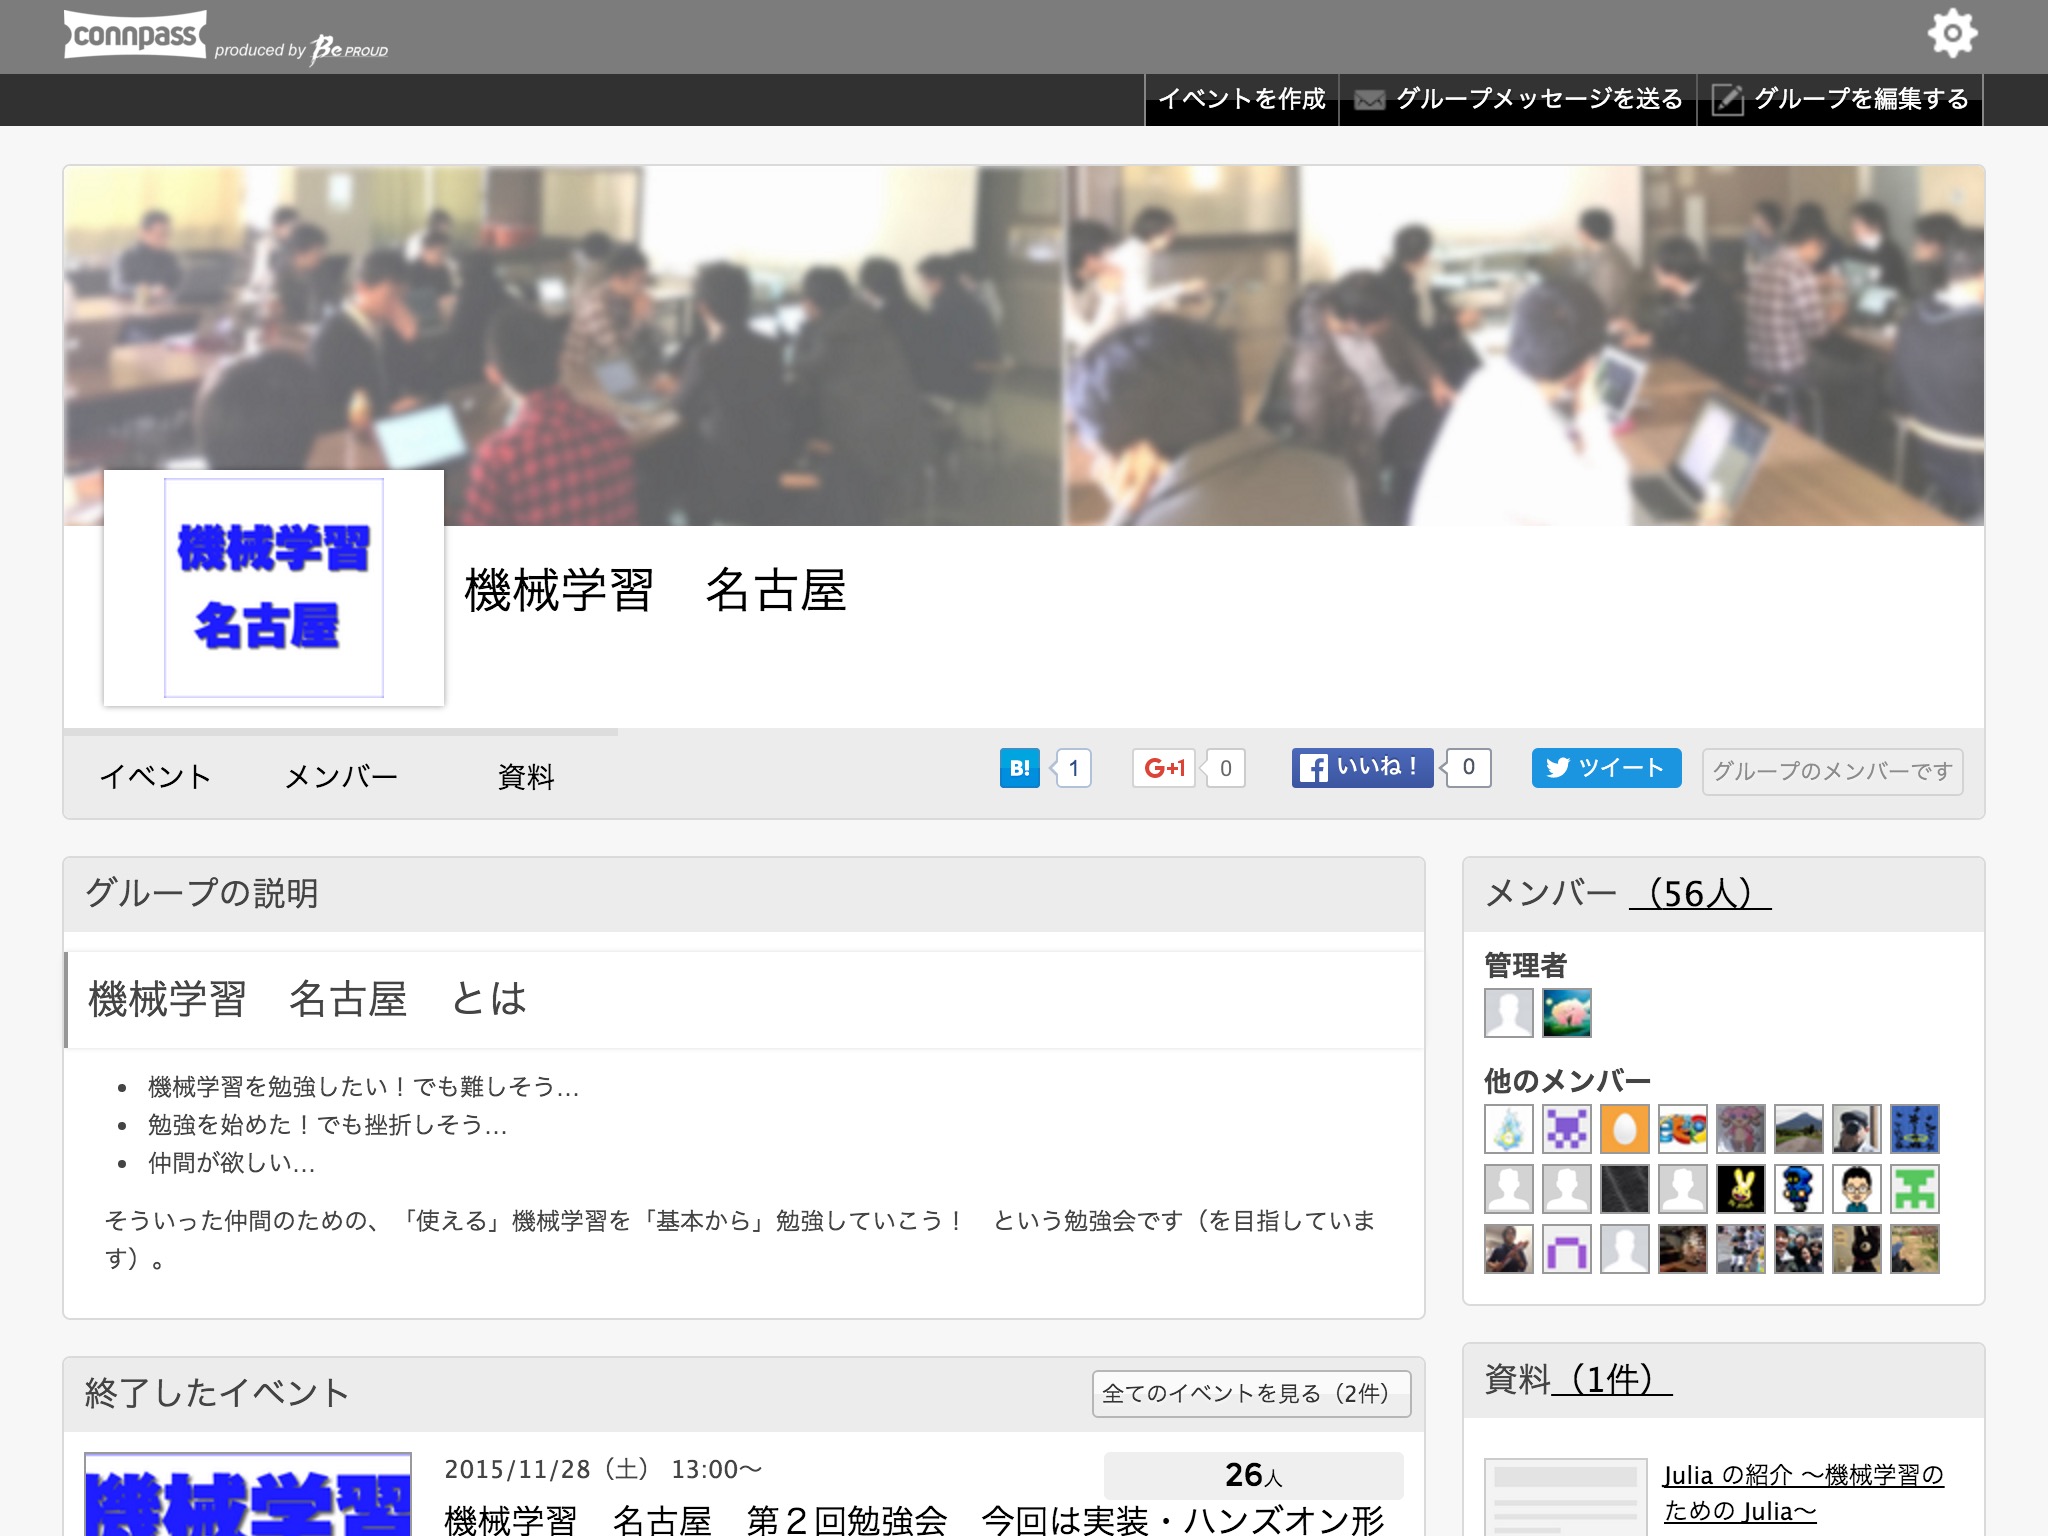 connpass produced by Be PROUD
イベントを作成 グループメッセージを送る グループを編集する
機械学習
名古屋
機械学習　名古屋
イベント メンバー 資料 B! 1 G+1 0 いいね！ 0 ツイート グループのメンバーです
グループの説明
機械学習　名古屋　とは
• 機械学習を勉強したい！でも難しそう…
• 勉強を始めた！でも挫折しそう…
• 仲間が欲しい…
そういった仲間のための、「使える」機械学習を「基本から」勉強していこう！　という勉強会です（を目指していま
す）。
終了したイベント 全てのイベントを見る（2件）
機械学習
2015/11/28（土） 13:00〜 26人
機械学習　名古屋　第２回勉強会　今回は実装・ハンズオン形
メンバー （56人）
管理者
他のメンバー
資料（1件）
Julia の紹介 〜機械学習の
ための Julia〜